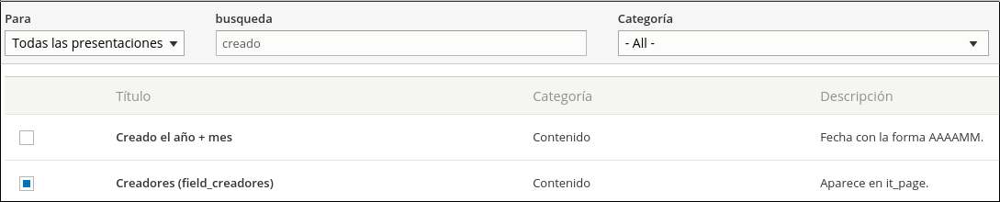 Para busqueda Categoría
Todas las presentaciones creado - All -
Título Categoría Descripción
Creado el año + mes Contenido Fecha con la forma AAAAMM.
Creadores (field_creadores) Contenido Aparece en it_page.